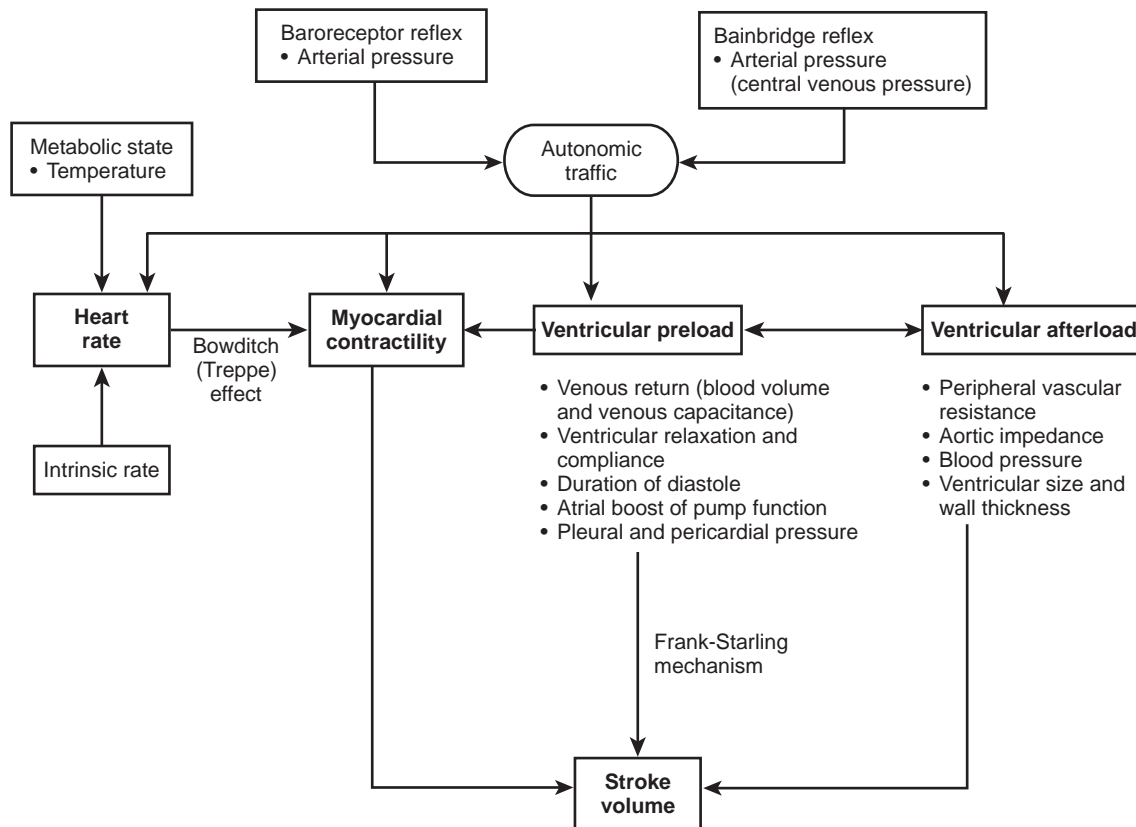 Baroreceptor reflex
• Arterial pressure
Bainbridge reflex
• Arterial pressure
(central venous pressure)
Metabolic state
• Temperature
Autonomic
traffic
Heart
rate
Bowditch
(Treppe)
effect
Myocardial
contractility
Ventricular preload
Ventricular afterload
Intrinsic rate
• Venous return (blood volume
and venous capacitance)
• Ventricular relaxation and
compliance
• Duration of diastole
• Atrial boost of pump function
• Pleural and pericardial pressure
• Peripheral vascular
resistance
• Aortic impedance
• Blood pressure
• Ventricular size and
wall thickness
Frank-Starling
mechanism
Stroke
volume